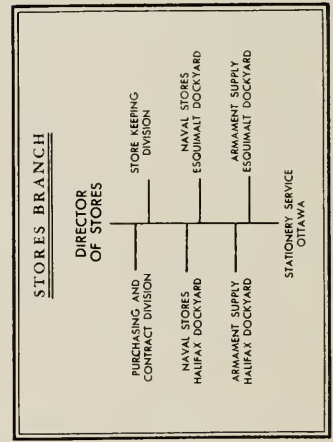 STORES BRANCH
DIRECTOR
OF STORES
PURCHASING AND
CONTRACT DIVISION
STORE KEEPING
DIVISION
NAVAL STORES
HALIFAX DOCKYARD
NAVAL STORES
ESQUIMALT DOCKYARD
ARMAMENT SUPPLY
HALIFAX DOCKYARD
ARMAMENT SUPPLY
ESQUIMALT DOCKYARD
STATIONERY SERVICE
OTTAWA